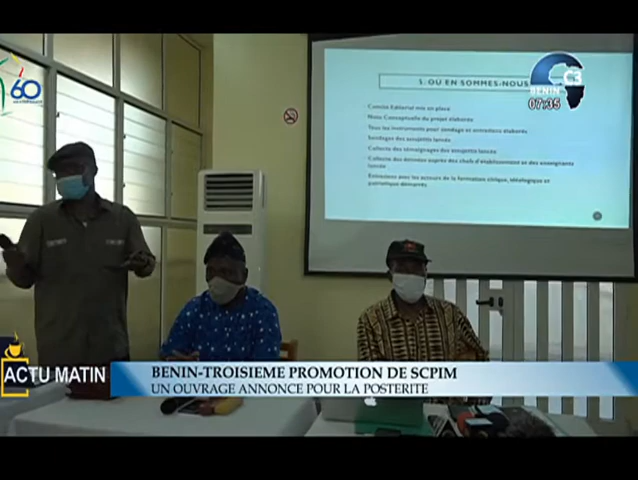 60
5. OÙ EN SOMMES-NOUS
C3
BENIN
07:35
Comité Editorial mis en place
Note Conceptuelle du projet élaborée
Tous les instruments pour sondage et entretiens élaborés
Sondages des assujettis lancés
Collecte des témoignages des assujettis lancée
Collecte des données auprès des chefs d'établissement et des enseignants
lancée
Entretiens avec les acteurs de la formation civique, idéologique et
patriotique démarrés
ACTU MATIN
BENIN-TROISIEME PROMOTION DE SCPIM
UN OUVRAGE ANNONCE POUR LA POSTERITE